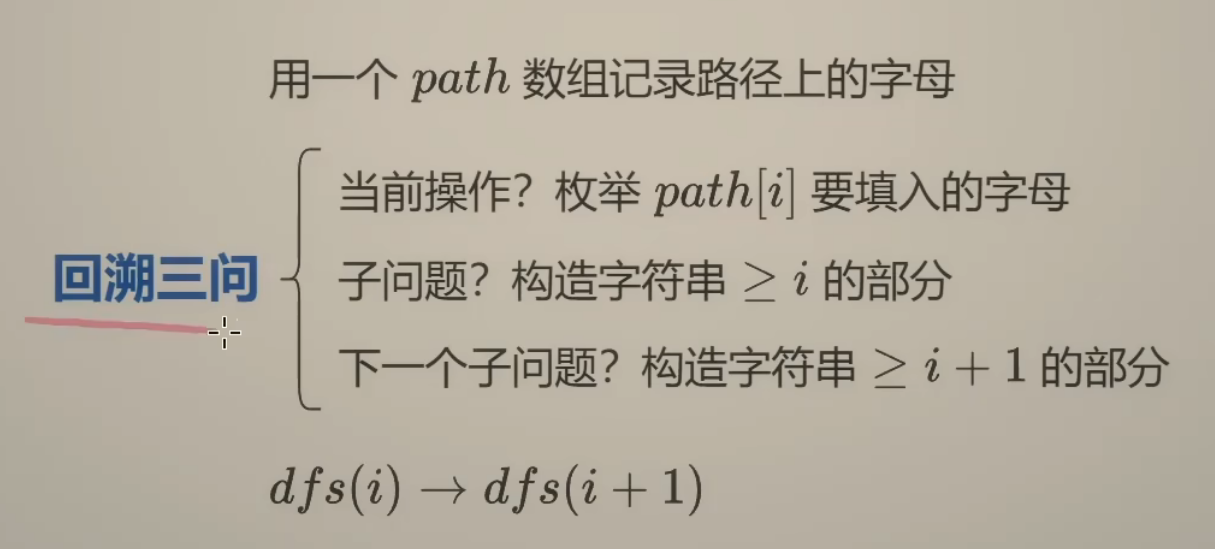 用一个 path 数组记录路径上的字母
当前操作？枚举 path[i] 要填入的字母
回溯三问
子问题？构造字符串 ≥ i 的部分
下一个子问题？构造字符串 ≥ i + 1 的部分
dfs(i) → dfs(i + 1)